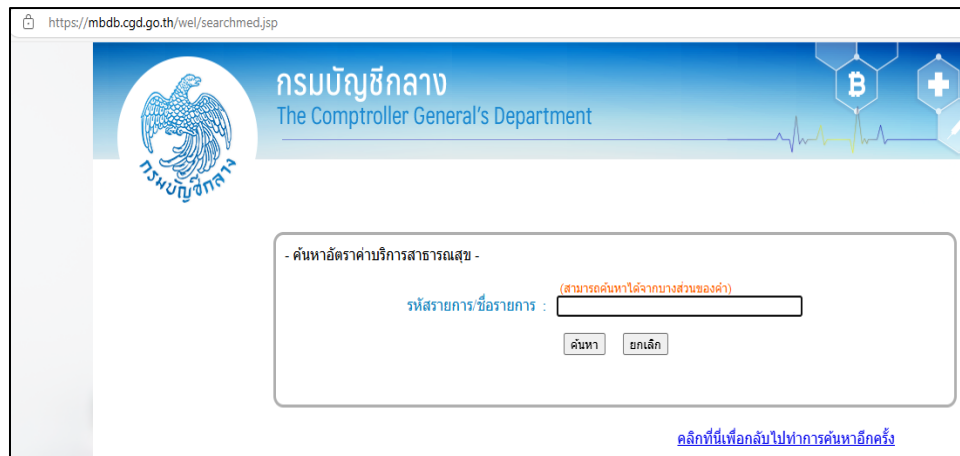 https://mbdb.cgd.go.th/wel/searchmed.jsp
กรมบัญชีกลาง
The Comptroller General's Department
กรมบัญชีกลาง
- ค้นหาอัตราค่าบริการสาธารณสุข -
(สามารถค้นหาได้จากบางส่วนของคำ)
รหัสรายการ/ชื่อรายการ :
ค้นหา ยกเลิก
คลิกที่นี่เพื่อกลับไปทำการค้นหาอีกครั้ง